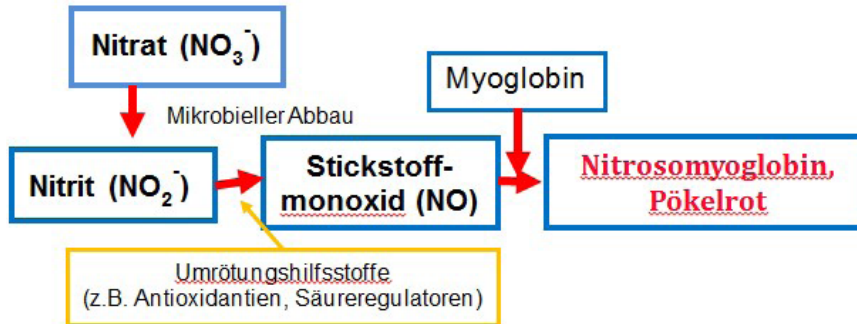 Nitrat (NO₃⁻)
Myoglobin
Mikrobieller Abbau
Nitrit (NO₂⁻)
Stickstoff-
monoxid (NO)
Nitrosomyoglobin,
Pökelrot
Umrötungshilfsstoffe
(z.B. Antioxidantien, Säureregulatoren)